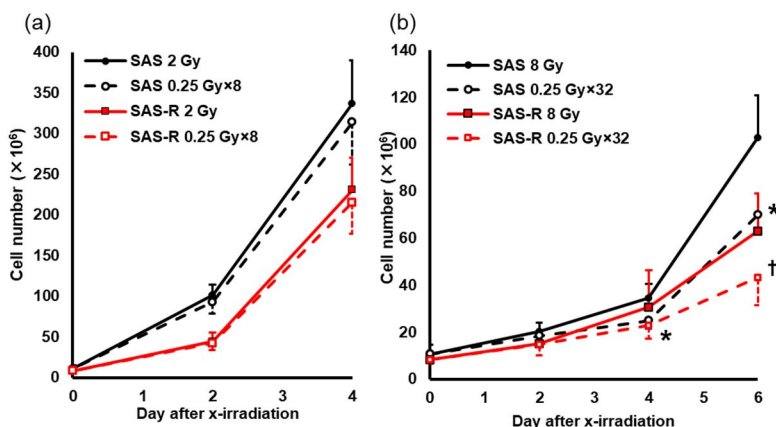 (a)
SAS 2 Gy
SAS 0.25 Gy×8
SAS-R 2 Gy
SAS-R 0.25 Gy×8
Cell number (×10⁶)
400
350
300
250
200
150
100
50
0
0 1 2 3 4
Day after x-irradiation
(b)
SAS 8 Gy
SAS 0.25 Gy×32
SAS-R 8 Gy
SAS-R 0.25 Gy×32
Cell number (×10⁶)
140
120
100
80
60
40
20
0
*
†
*
0 1 2 3 4 5 6
Day after x-irradiation